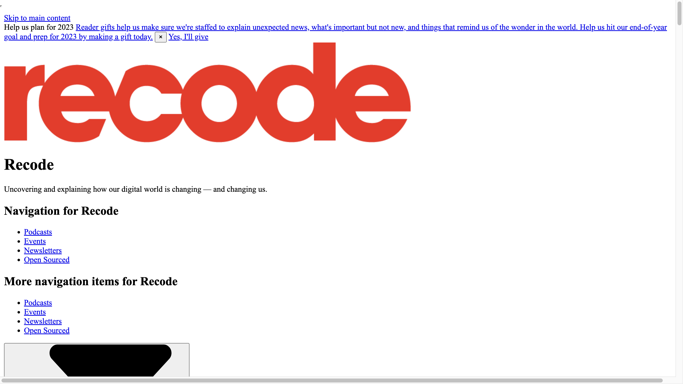 Skip to main content
Help us plan for 2023 Reader gifts help us make sure we're staffed to explain unexpected news, what's important but not new, and things that remind us of the wonder in the world. Help us hit our end-of-year
goal and prep for 2023 by making a gift today. × Yes, I'll give
recode
Recode
Uncovering and explaining how our digital world is changing — and changing us.
Navigation for Recode
Podcasts
Events
Newsletters
Open Sourced
More navigation items for Recode
Podcasts
Events
Newsletters
Open Sourced